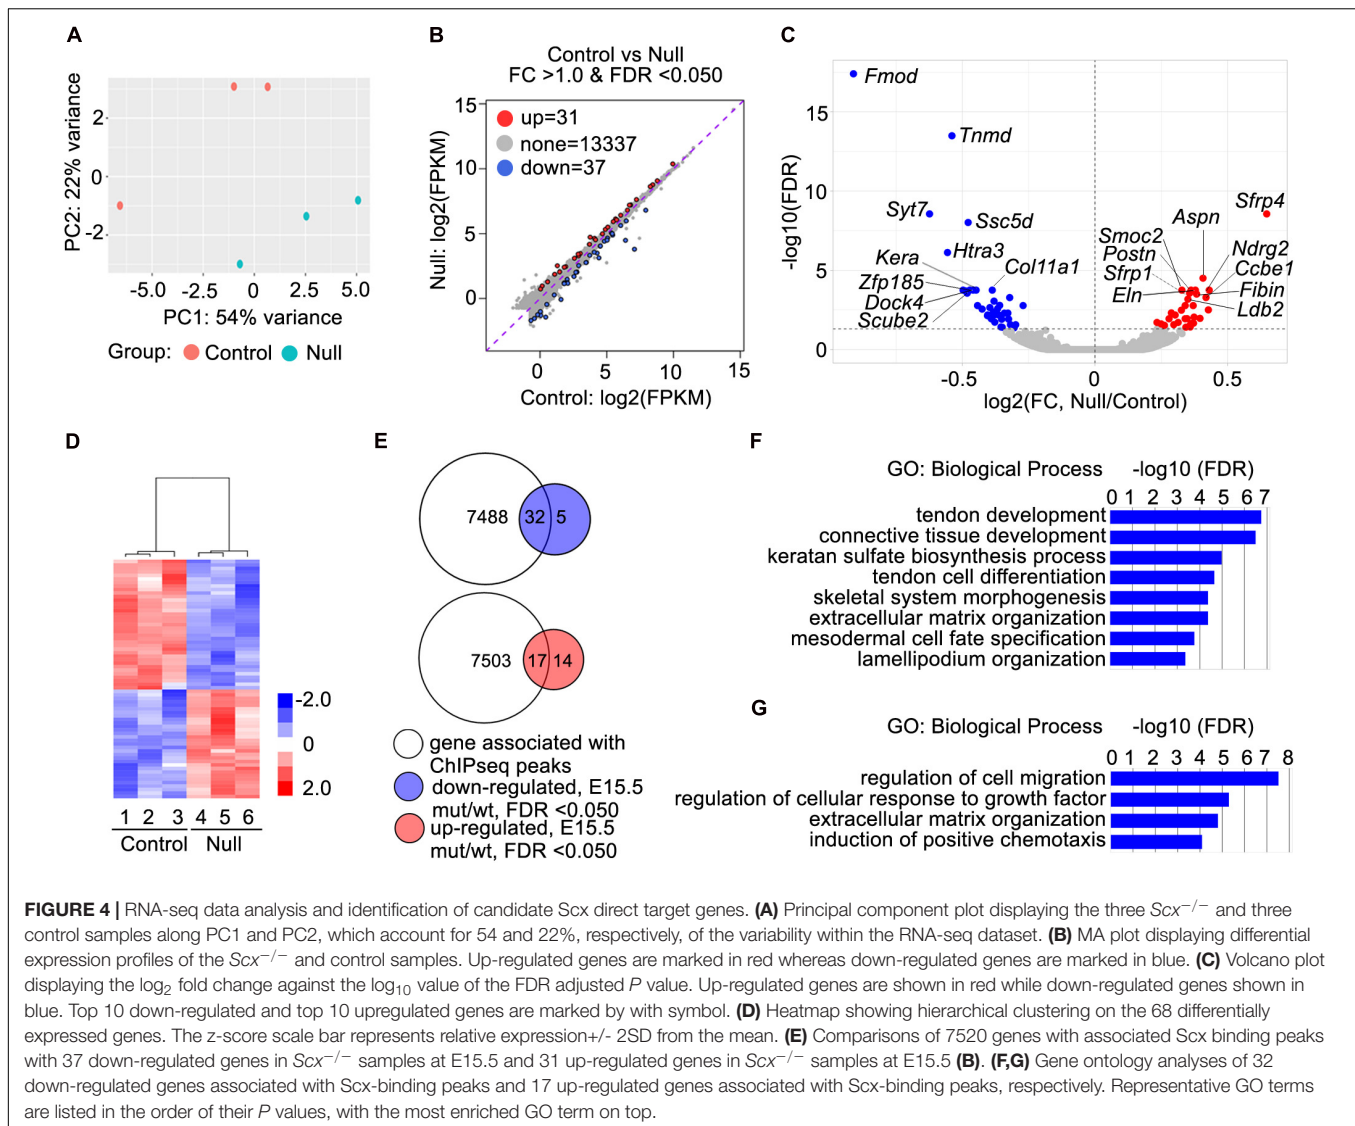 A
2
0
-2
PC2: 22% variance
-5.0 -2.5 0 2.5 5.0
PC1: 54% variance
Group: Control Null
B
Control vs Null
FC >1.0 & FDR <0.050
15
10
5
0
Null: log2(FPKM)
up=31
none=13337
down=37
0 5 10 15
Control: log2(FPKM)
C
15
10
5
0
-log10(FDR)
Fmod
Tnmd
Syt7
Ssc5d
Htra3
Kera
Col11a1
Zfp185
Dock4
Scube2
Sfrp4
Aspn
Smoc2
Ndrg2
Postn
Ccbe1
Sfrp1
Eln
Fibin
Ldb2
-0.5 0 0.5
log2(FC, Null/Control)
D
-2.0
0
2.0
1 2 3 4 5 6
Control Null
E
7488 32 5
7503 17 14
gene associated with
ChIPseq peaks
down-regulated, E15.5
mut/wt, FDR <0.050
up-regulated, E15.5
mut/wt, FDR <0.050
F
GO: Biological Process -log10 (FDR)
0 1 2 3 4 5 6 7
tendon development
connective tissue development
keratan sulfate biosynthesis process
tendon cell differentiation
skeletal system morphogenesis
extracellular matrix organization
mesodermal cell fate specification
lamellipodium organization
G
GO: Biological Process -log10 (FDR)
0 1 2 3 4 5 6 7 8
regulation of cell migration
regulation of cellular response to growth factor
extracellular matrix organization
induction of positive chemotaxis
FIGURE 4 | RNA-seq data analysis and identification of candidate Scx direct target genes. (A) Principal component plot displaying the three Scx−/− and three
control samples along PC1 and PC2, which account for 54 and 22%, respectively, of the variability within the RNA-seq dataset. (B) MA plot displaying differential
expression profiles of the Scx−/− and control samples. Up-regulated genes are marked in red whereas down-regulated genes are marked in blue. (C) Volcano plot
displaying the log2 fold change against the log10 value of the FDR adjusted P value. Up-regulated genes are shown in red while down-regulated genes shown in
blue. Top 10 down-regulated and top 10 upregulated genes are marked by with symbol. (D) Heatmap showing hierarchical clustering on the 68 differentially
expressed genes. The z-score scale bar represents relative expression+/- 2SD from the mean. (E) Comparisons of 7520 genes with associated Scx binding peaks
with 37 down-regulated genes in Scx−/− samples at E15.5 and 31 up-regulated genes in Scx−/− samples at E15.5 (B). (F,G) Gene ontology analyses of 32
down-regulated genes associated with Scx-binding peaks and 17 up-regulated genes associated with Scx-binding peaks, respectively. Representative GO terms
are listed in the order of their P values, with the most enriched GO term on top.